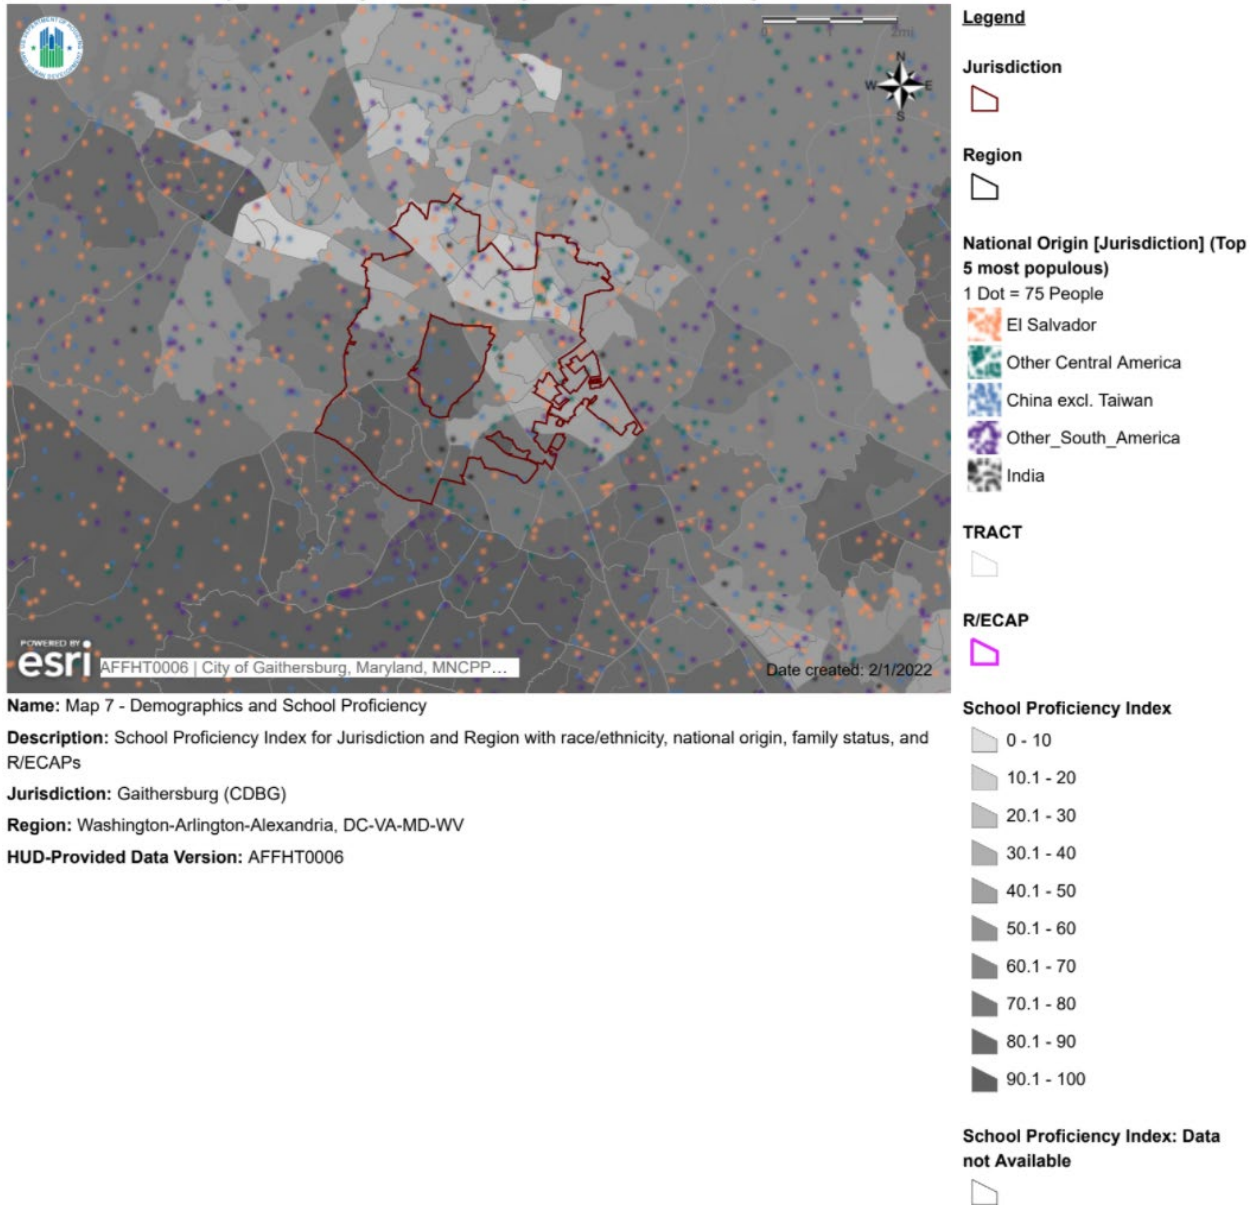 0 1 2mi
N
W E
S
POWERED BY
esri
AFFHT0006 | City of Gaithersburg, Maryland, MNCPP...
Date created: 2/1/2022
Name: Map 7 - Demographics and School Proficiency
Description: School Proficiency Index for Jurisdiction and Region with race/ethnicity, national origin, family status, and
R/ECAPs
Jurisdiction: Gaithersburg (CDBG)
Region: Washington-Arlington-Alexandria, DC-VA-MD-WV
HUD-Provided Data Version: AFFHT0006
Legend
Jurisdiction
Region
National Origin [Jurisdiction] (Top
5 most populous)
1 Dot = 75 People
El Salvador
Other Central America
China excl. Taiwan
Other_South_America
India
TRACT
R/ECAP
School Proficiency Index
0 - 10
10.1 - 20
20.1 - 30
30.1 - 40
40.1 - 50
50.1 - 60
60.1 - 70
70.1 - 80
80.1 - 90
90.1 - 100
School Proficiency Index: Data
not Available